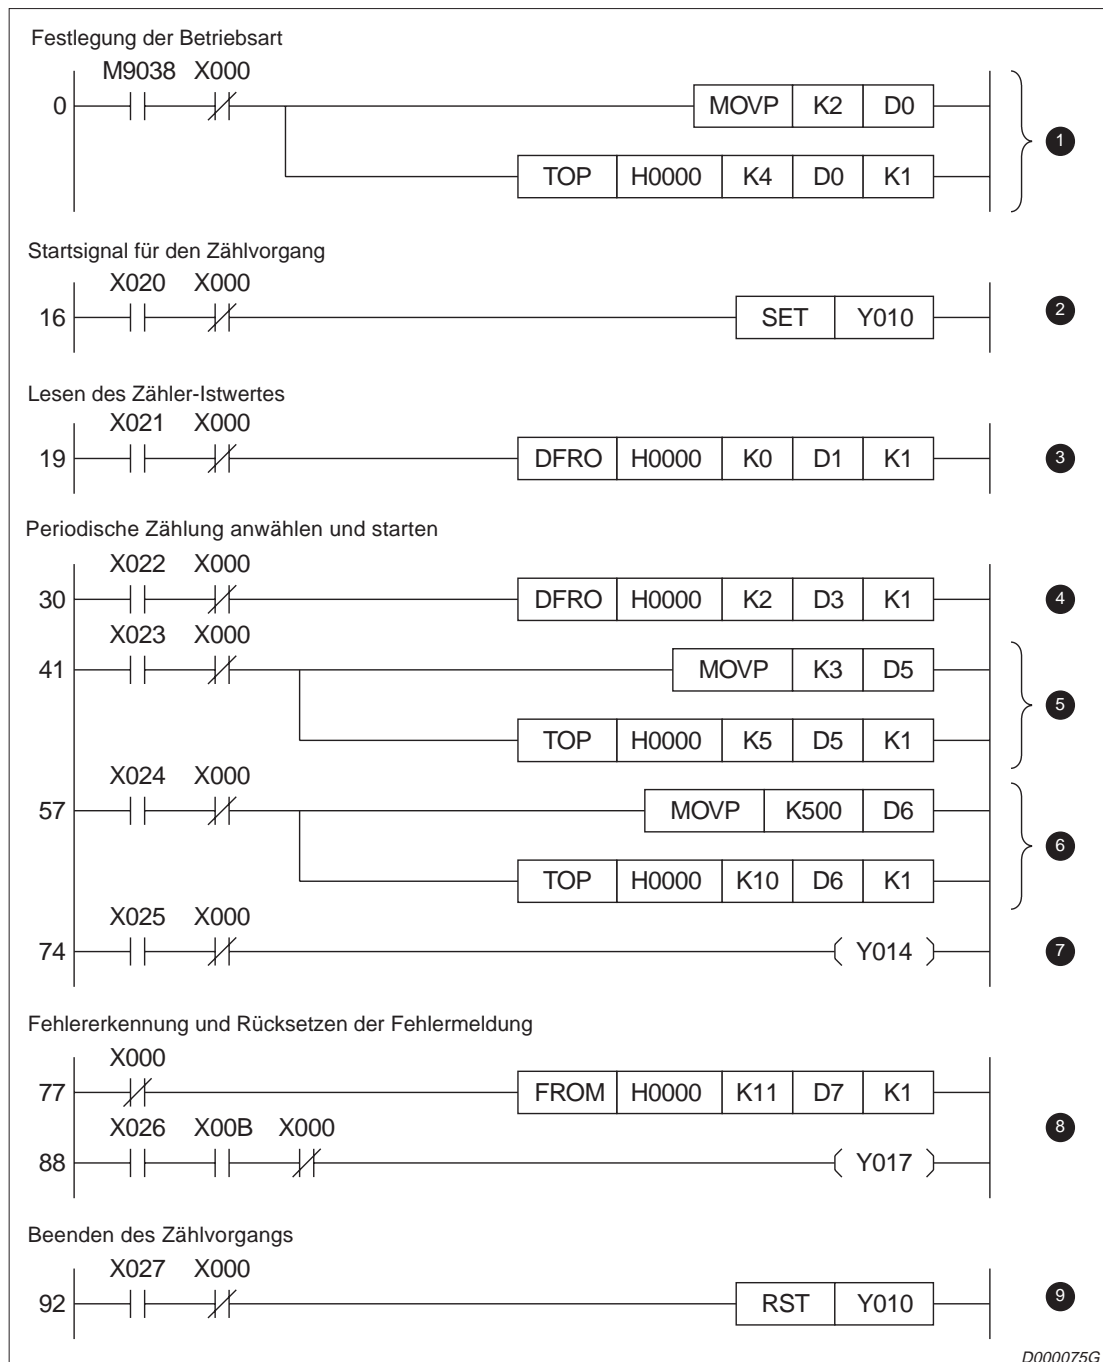 Festlegung der Betriebsart
M9038 X000
0 MOVP K2 D0
1
TOP H0000 K4 D0 K1
Startsignal für den Zählvorgang
X020 X000
16 SET Y010 2
Lesen des Zähler-Istwertes
X021 X000
19 DFRO H0000 K0 D1 K1 3
Periodische Zählung anwählen und starten
X022 X000
30 DFRO H0000 K2 D3 K1 4
X023 X000
41 MOVP K3 D5
5
TOP H0000 K5 D5 K1
X024 X000
57 MOVP K500 D6
6
TOP H0000 K10 D6 K1
X025 X000
74 Y014 7
Fehlererkennung und Rücksetzen der Fehlermeldung
X000
77 FROM H0000 K11 D7 K1
8
X026 X00B X000
88 Y017
Beenden des Zählvorgangs
X027 X000
92 RST Y010 9
D000075G